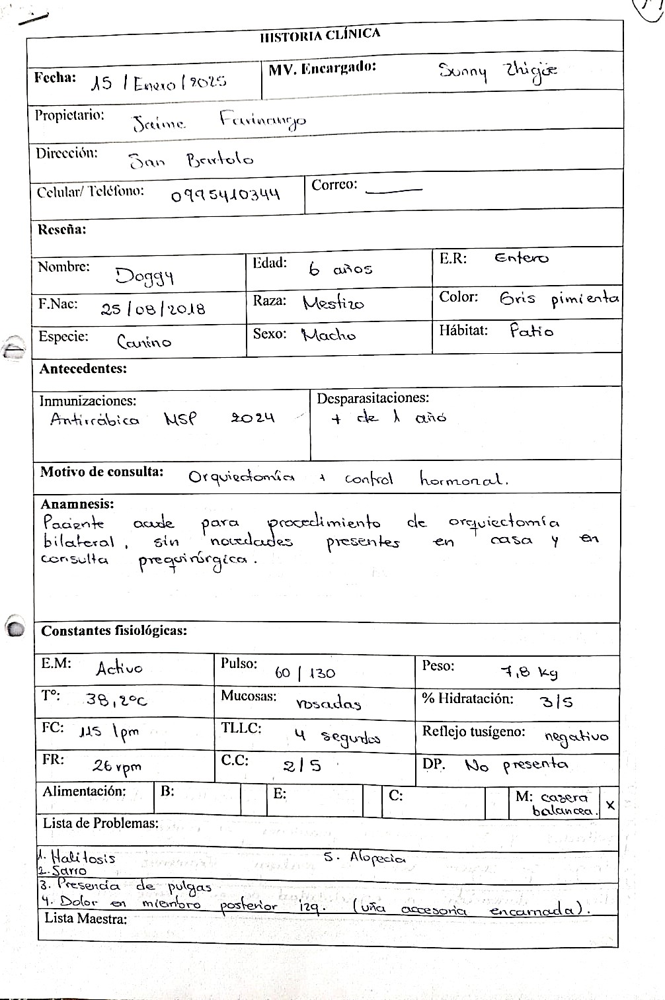 HISTORIA CLÍNICA
Fecha: 15 / Enero / 2025 MV. Encargado: Sunny Zhigüe
Propietario: Jaime Farinango
Dirección: San Bartolo
Celular/ Teléfono: 0995410344 Correo:
Reseña:
Nombre: Doggy Edad: 6 años E.R: Entero
F.Nac: 25/08/2018 Raza: Mestizo Color: Gris pimienta
Especie: Canino Sexo: Macho Hábitat: Patio
Antecedentes:
Inmunizaciones: Desparasitaciones:
Antirrábica MSP 2024 + de 1 año
Motivo de consulta: Orquiectomía + control hormonal.
Anamnesis:
Paciente acude para procedimiento de orquiectomía
bilateral, sin novedades presentes en casa y en
consulta prequirúrgica.
Constantes fisiológicas:
E.M: Activo Pulso: 60 / 130 Peso: 7,8 kg
Tº: 38,2ºC Mucosas: rosadas % Hidratación: 3/5
FC: 115 lpm TLLC: 4 segundos Reflejo tusígeno: negativo
FR: 26 rpm C.C: 2/5 DP. No presenta
Alimentación: B: E: C: M: casera x
balancea.
Lista de Problemas:
1. Halitosis 5. Alopecia
2. Sarro
3. Presencia de pulgas
4. Dolor en miembro posterior izq. (uña accesoria encarnada).
Lista Maestra: